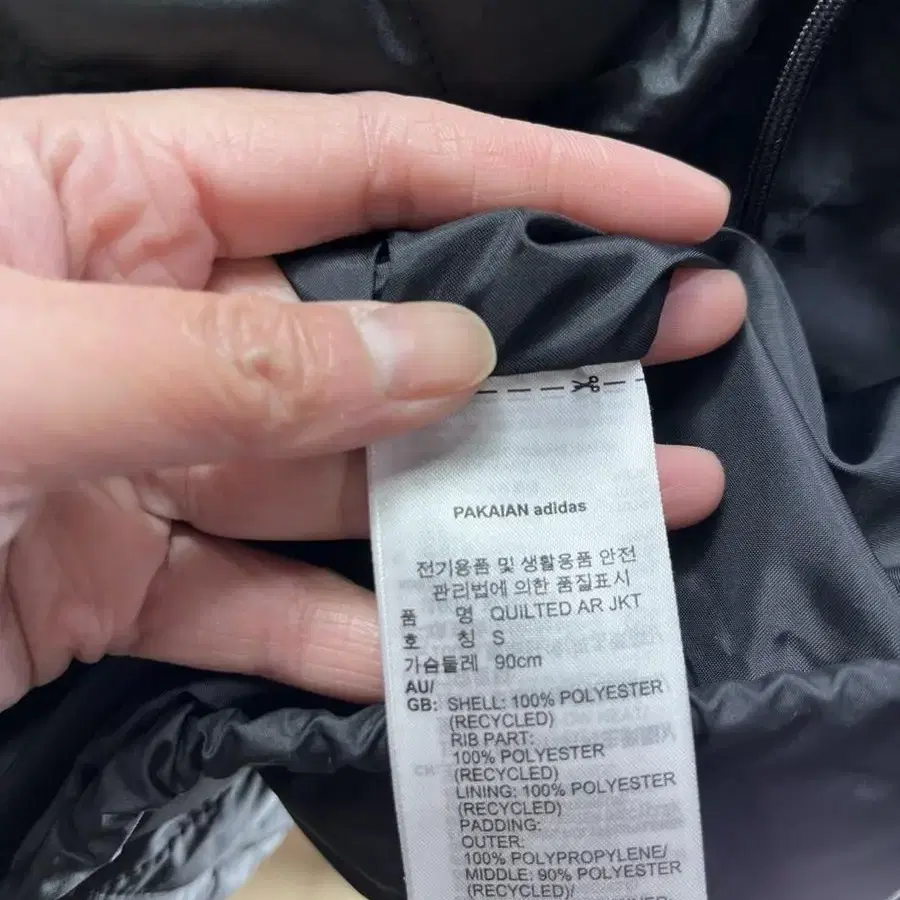 PAKAIAN adidas
전기용품 및 생활용품 안전
관리법에 의한 품질표시
품 명 QUILTED AR JKT
호 칭 S
가슴둘레 90cm
AU/
GB: SHELL: 100% POLYESTER
(RECYCLED)
RIB PART:
100% POLYESTER
(RECYCLED)
LINING: 100% POLYESTER
(RECYCLED)
PADDING:
OUTER:
100% POLYPROPYLENE/
MIDDLE: 90% POLYESTER
(RECYCLED)/